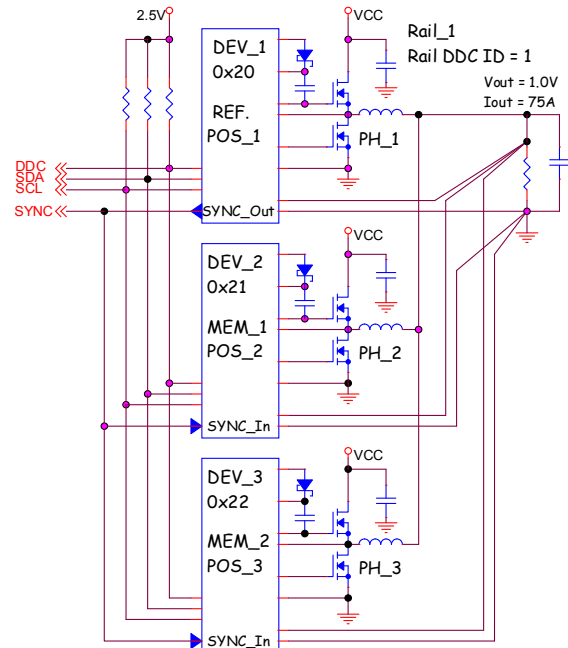 2.5V
VCC
Rail_1
Rail DDC ID = 1
Vout = 1.0V
Iout = 75A
DEV_1
0x20
REF.
POS_1
PH_1
DDC
SDA
SCL
SYNC
SYNC_Out
VCC
DEV_2
0x21
MEM_1
POS_2
PH_2
SYNC_In
VCC
DEV_3
0x22
MEM_2
POS_3
PH_3
SYNC_In